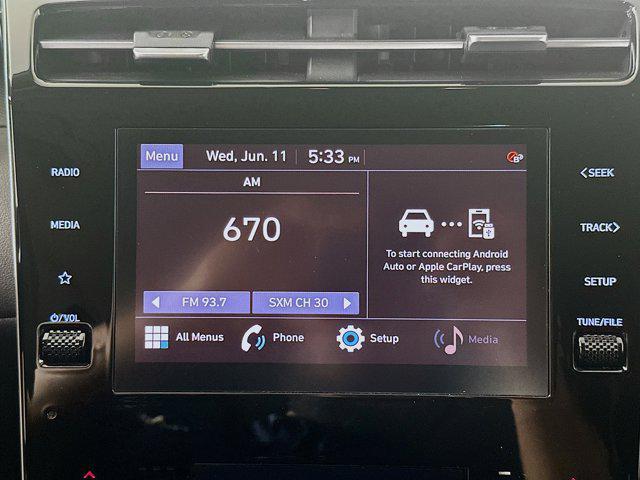 Menu Wed, Jun. 11 5:33 PM
RADIO
AM
<SEEK
670
MEDIA
TRACK>
To start connecting Android
Auto or Apple CarPlay, press
this widget.
SETUP
FM 93.7 SXM CH 30
⏻/VOL
TUNE/FILE
All Menus Phone Setup Media